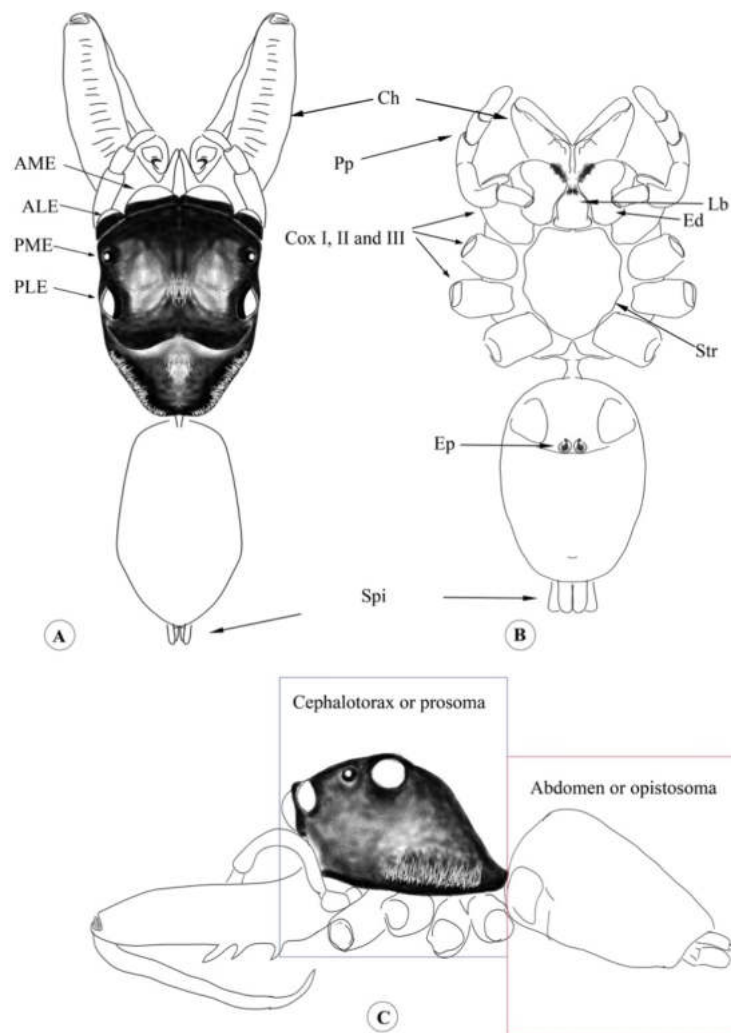 Ch
AME
Pp
ALE
Lb
Ed
PME
Cox I, II and III
PLE
Str
Ep
Spi
A
B
Cephalotorax or prosoma
Abdomen or opistosoma
C